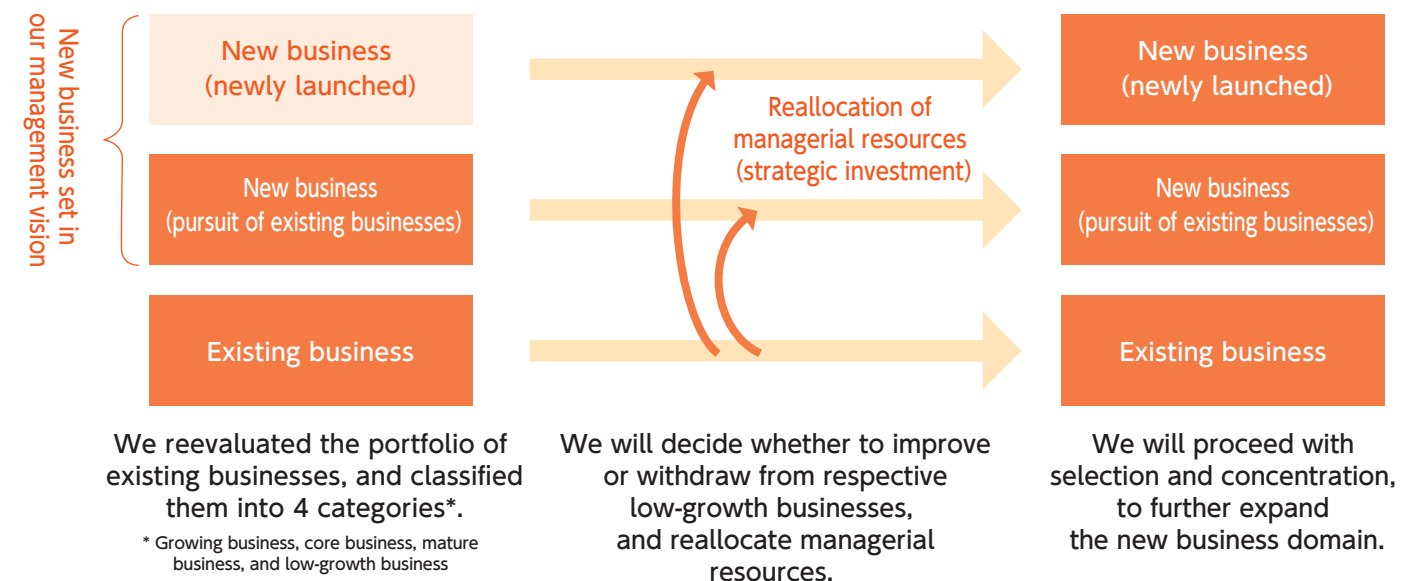 New business set in
our management vision
New business
(newly launched)
New business
(pursuit of existing businesses)
Existing business
Reallocation of
managerial resources
(strategic investment)
New business
(newly launched)
New business
(pursuit of existing businesses)
Existing business
We reevaluated the portfolio of
existing businesses, and classified
them into 4 categories*.
* Growing business, core business, mature
business, and low-growth business
We will decide whether to improve
or withdraw from respective
low-growth businesses,
and reallocate managerial
resources.
We will proceed with
selection and concentration,
to further expand
the new business domain.